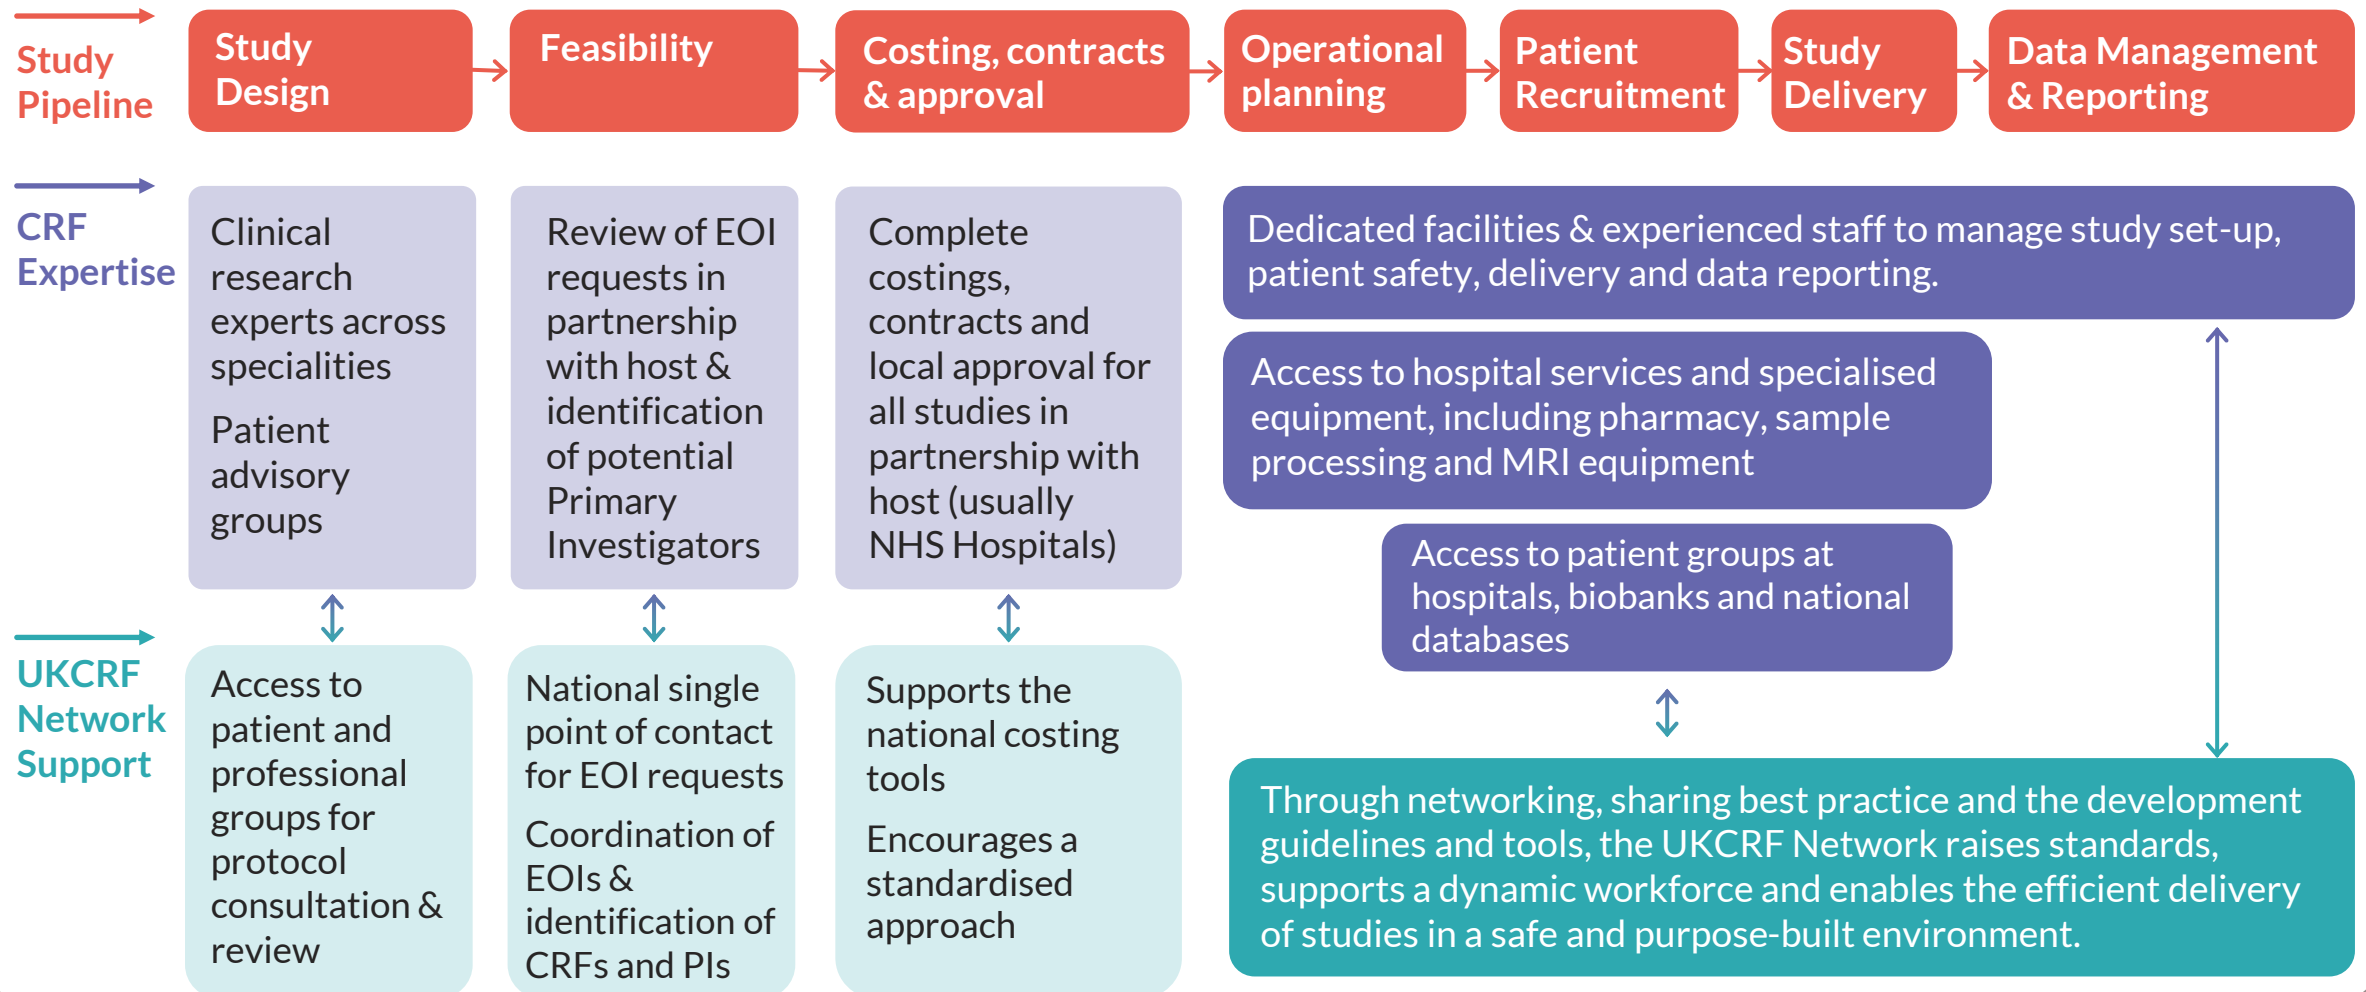 Study
Pipeline
Study
Design
Feasibility
Costing, contracts
& approval
Operational
planning
Patient
Recruitment
Study
Delivery
Data Management
& Reporting
CRF
Expertise
Clinical
research
experts across
specialities
Patient
advisory
groups
Review of EOI
requests in
partnership
with host &
identification
of potential
Primary
Investigators
Complete
costings,
contracts and
local approval for
all studies in
partnership with
host (usually
NHS Hospitals)
Dedicated facilities & experienced staff to manage study set-up,
patient safety, delivery and data reporting.
Access to hospital services and specialised
equipment, including pharmacy, sample
processing and MRI equipment
Access to patient groups at
hospitals, biobanks and national
databases
UKCRF
Network
Support
Access to
patient and
professional
groups for
protocol
consultation &
review
National single
point of contact
for EOI requests
Coordination of
EOIs &
identification of
CRFs and PIs
Supports the
national costing
tools
Encourages a
standardised
approach
Through networking, sharing best practice and the development
guidelines and tools, the UKCRF Network raises standards,
supports a dynamic workforce and enables the efficient delivery
of studies in a safe and purpose-built environment.